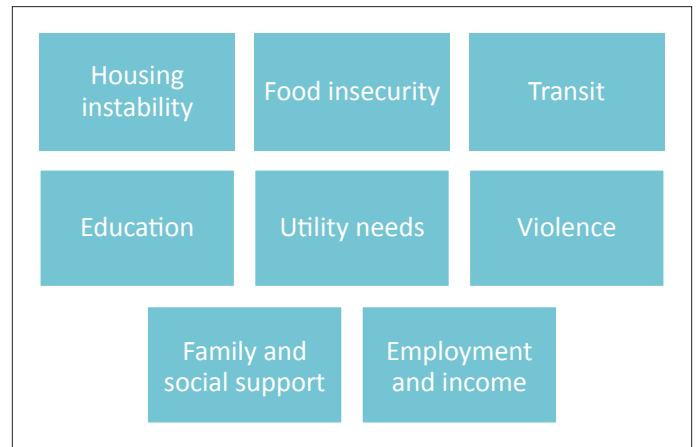 Housing
instability
Food insecurity
Transit
Education
Utility needs
Violence
Family and
social support
Employment
and income